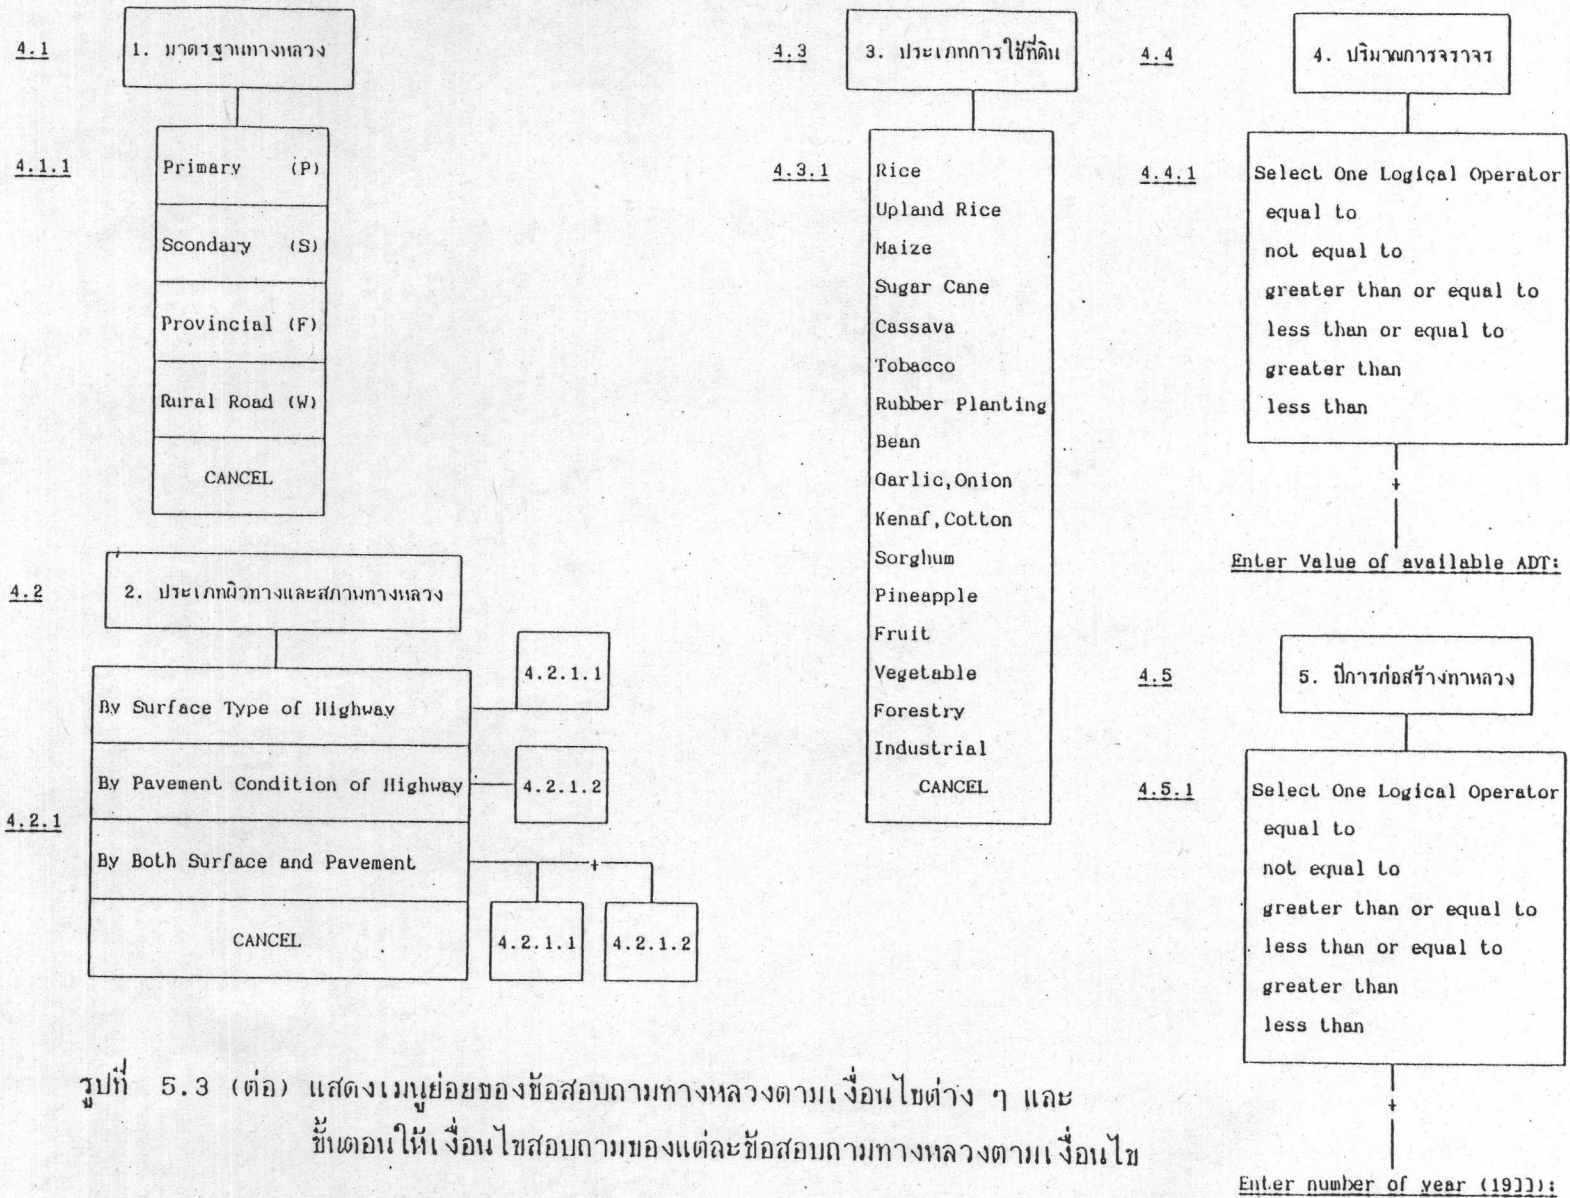 4.1
1. มาตรฐานทางหลวง
4.1.1
Primary (P)
Scondary (S)
Provincial (F)
Rural Road (W)
CANCEL
4.2
2. ประเภทผิวทางและสภาพทางหลวง
4.2.1
By Surface Type of Highway
4.2.1.1
By Pavement Condition of Highway
4.2.1.2
By Both Surface and Pavement
+
4.2.1.1
4.2.1.2
CANCEL
4.3
3. ประเภทการใช้ที่ดิน
4.3.1
Rice
Upland Rice
Maize
Sugar Cane
Cassava
Tobacco
Rubber Planting
Bean
Garlic,Onion
Kenaf,Cotton
Sorghum
Pineapple
Fruit
Vegetable
Forestry
Industrial
CANCEL
4.4
4. ปริมาณการจราจร
4.4.1
Select One Logical Operator
equal to
not equal to
greater than or equal to
less than or equal to
greater than
less than
+
Enter Value of available ADT:
4.5
5. ปีการก่อสร้างทาหลวง
4.5.1
Select One Logical Operator
equal to
not equal to
greater than or equal to
less than or equal to
greater than
less than
+
Enter number of year (19]]):
รูปที่ 5.3 (ต่อ) แสดงเมนูย่อยของข้อสอบถามทางหลวงตามเงื่อนไขต่าง ๆ และ
ขั้นตอนให้เงื่อนไขสอบถามของแต่ละข้อสอบถามทางหลวงตามเงื่อนไข